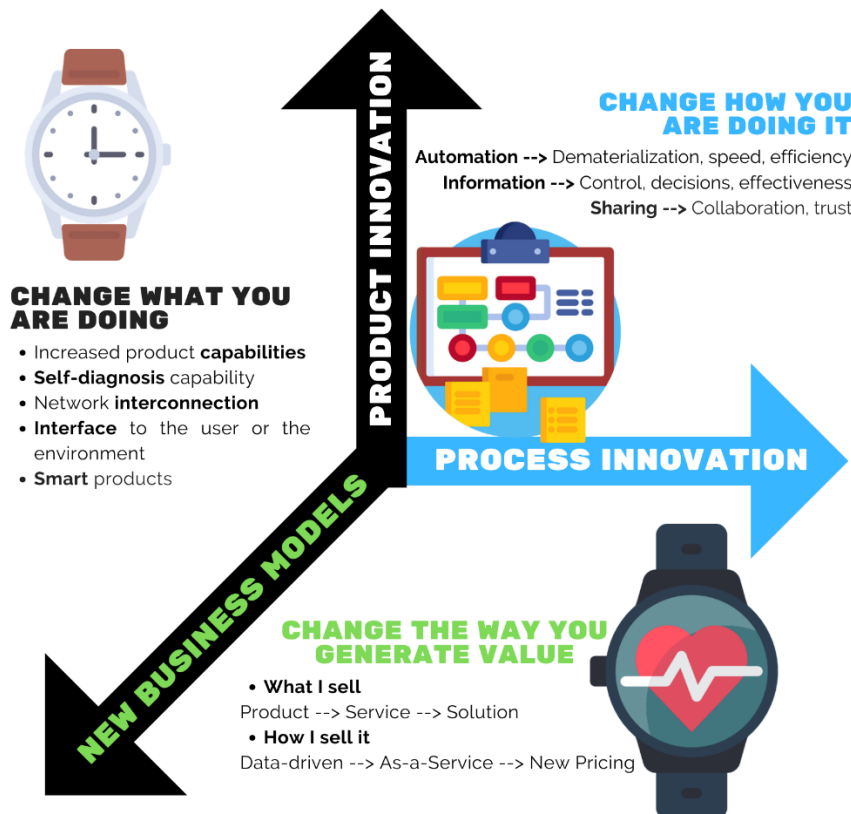 PRODUCT INNOVATION
CHANGE HOW YOU
ARE DOING IT
Automation --> Dematerialization, speed, efficiency
Information --> Control, decisions, effectiveness
Sharing --> Collaboration, trust
CHANGE WHAT YOU
ARE DOING
• Increased product capabilities
• Self-diagnosis capability
• Network interconnection
• Interface to the user or the
environment
• Smart products
PROCESS INNOVATION
NEW BUSINESS MODELS
CHANGE THE WAY YOU
GENERATE VALUE
• What I sell
Product --> Service --> Solution
• How I sell it
Data-driven --> As-a-Service --> New Pricing